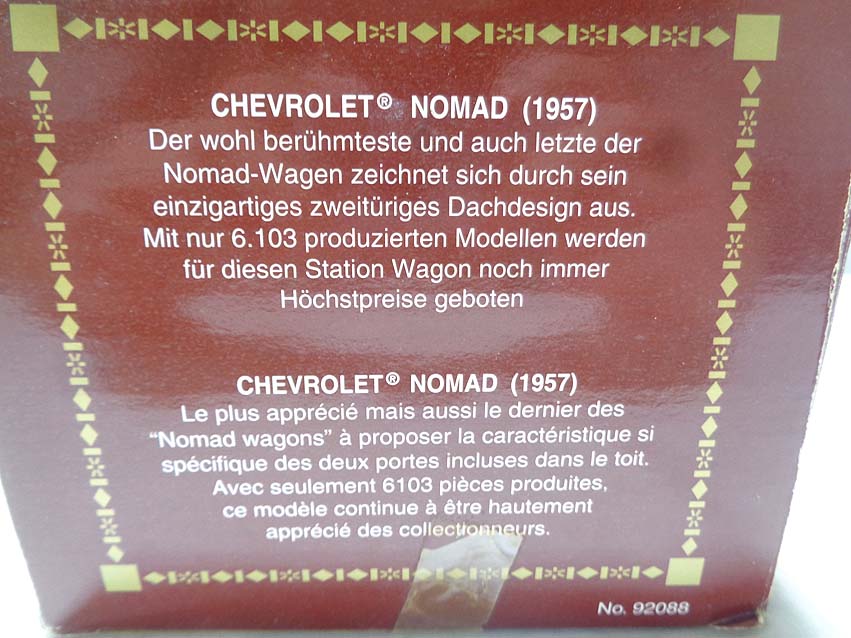 CHEVROLET® NOMAD (1957)
Der wohl berühmteste und auch letzte der
Nomad-Wagen zeichnet sich durch sein
einzigartiges zweitüriges Dachdesign aus.
Mit nur 6.103 produzierten Modellen werden
für diesen Station Wagon noch immer
Höchstpreise geboten
CHEVROLET® NOMAD (1957)
Le plus apprécié mais aussi le dernier des
"Nomad wagons" à proposer la caractéristique si
spécifique des deux portes incluses dans le toit.
Avec seulement 6103 pièces produites,
ce modèle continue à être hautement
apprécié des collectionneurs.
No. 92088